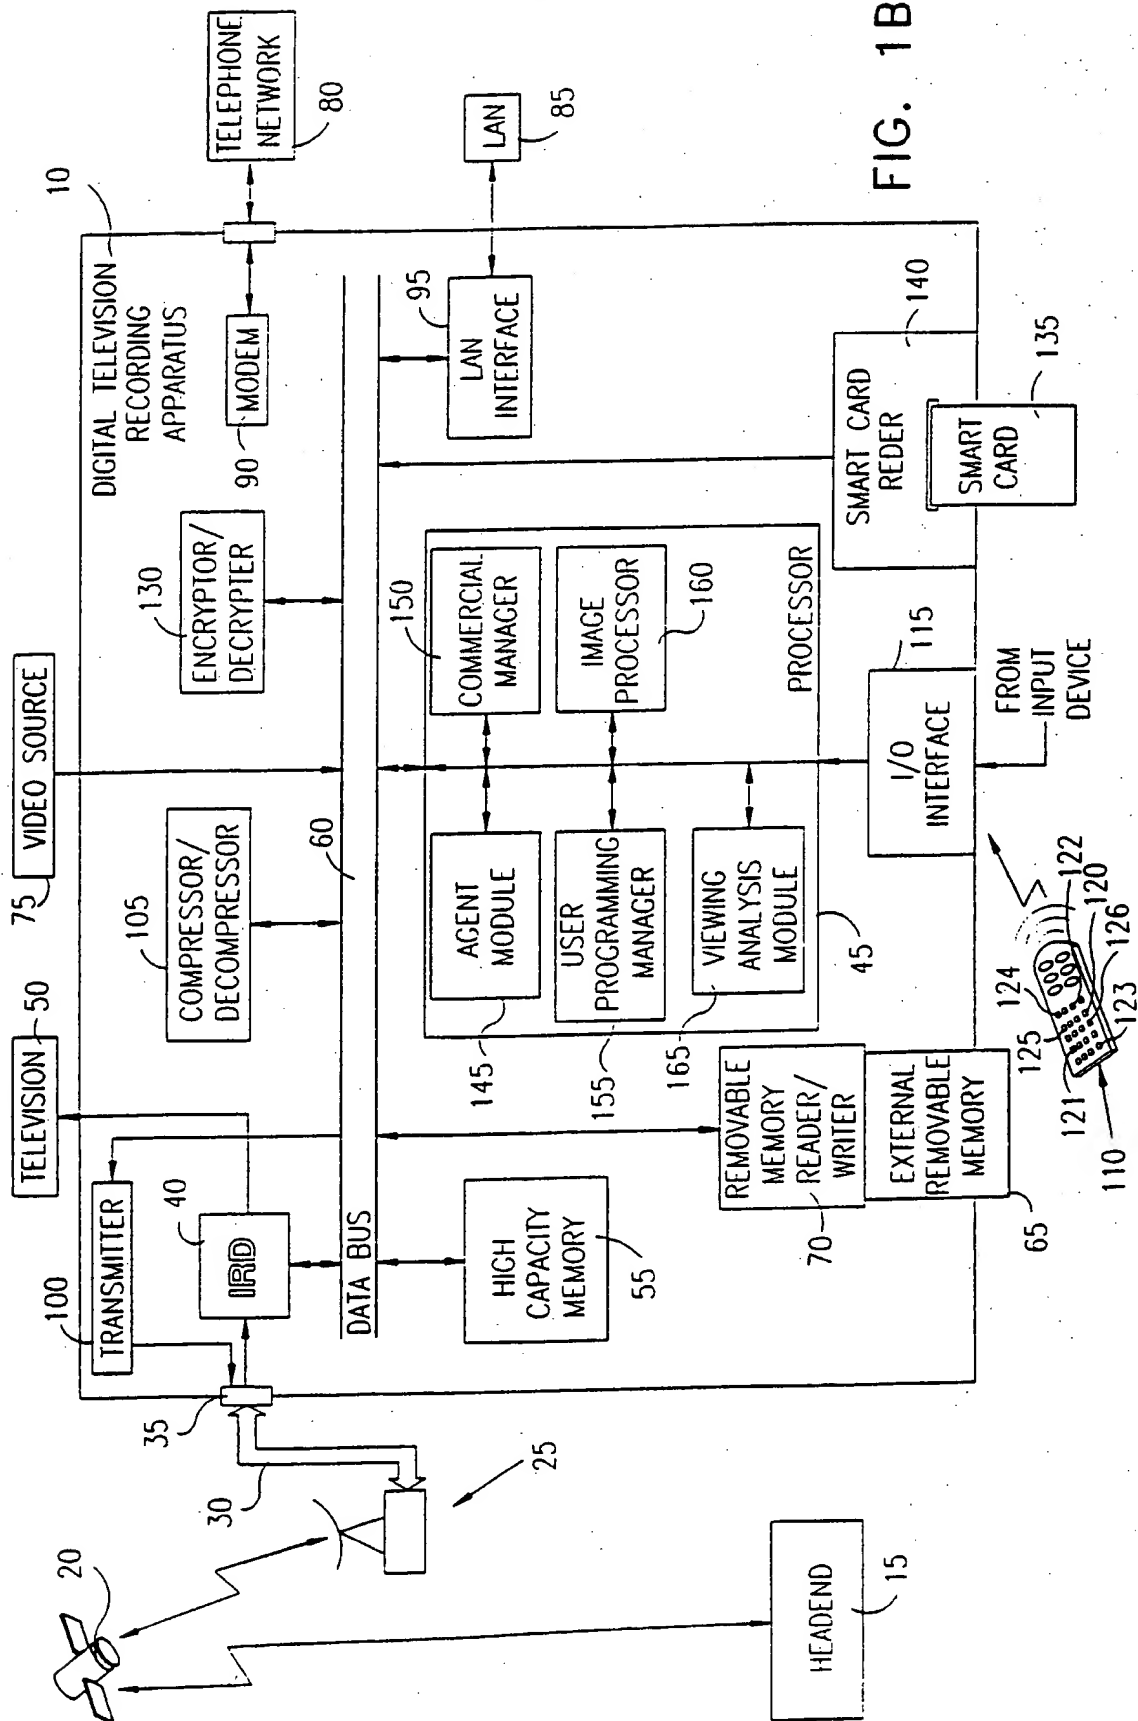 20
HEADEND
15
25
30
35
100
TRANSMITTER
40
IRD
TELEVISION
50
75
VIDEO SOURCE
105
COMPRESSOR/
DECOMPRESSOR
130
ENCRYPTOR/
DECRYPTER
DIGITAL TELEVISION
RECORDING
APPARATUS
10
90
MODEM
TELEPHONE
NETWORK
80
DATA BUS
60
HIGH
CAPACITY
MEMORY
55
145
AGENT
MODULE
150
COMMERCIAL
MANAGER
155
USER
PROGRAMMING
MANAGER
IMAGE
PROCESSOR
160
165
VIEWING
ANALYSIS
MODULE
PROCESSOR
45
LAN
INTERFACE
95
LAN
85
REMOVABLE
MEMORY
READER/
WRITER
70
EXTERNAL
REMOVABLE
MEMORY
65
I/O
INTERFACE
115
FROM
INPUT
DEVICE
SMART CARD
REDER
140
SMART
CARD
135
110
121
125
124
122
120
126
123
FIG. 1B